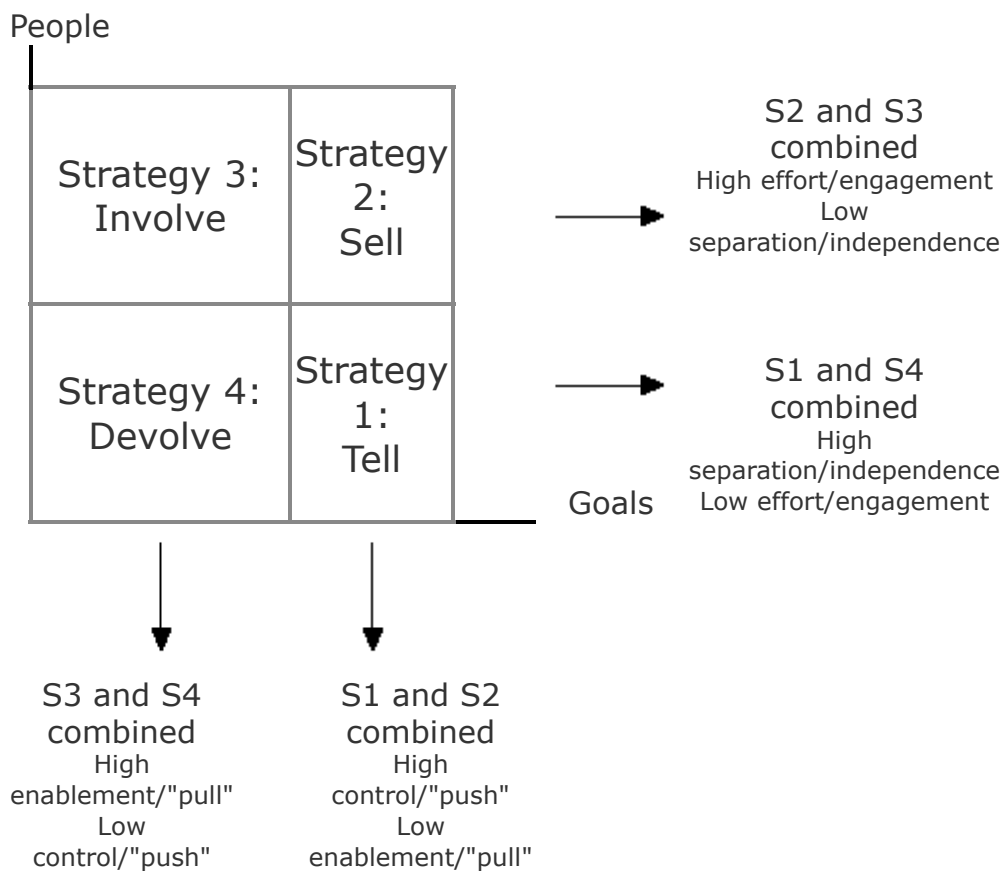 People
Strategy 3:
Involve
Strategy
2:
Sell
S2 and S3
combined
High effort/engagement
Low
separation/independence
Strategy 4:
Devolve
Strategy
1:
Tell
S1 and S4
combined
High
separation/independence
Low effort/engagement
Goals
S3 and S4
combined
High
enablement/"pull"
Low
control/"push"
S1 and S2
combined
High
control/"push"
Low
enablement/"pull"